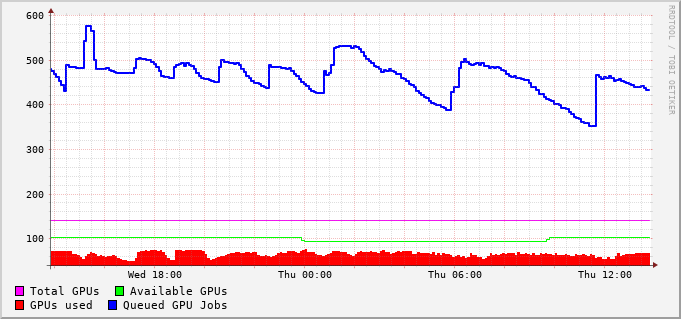 600
500
400
300
200
100
Wed 18:00
Thu 00:00
Thu 06:00
Thu 12:00
Total GPUs
Available GPUs
GPUs used
Queued GPU Jobs
RRDTOOL / TOBI OETIKER